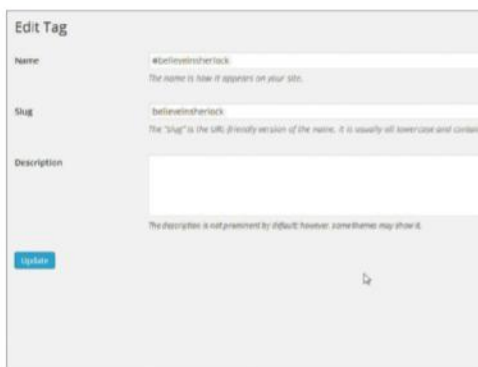 Edit Tag
Name
#believeinsherlock
The name is how it appears on your site.
Slug
believeinsherlock
The "slug" is the URL-friendly version of the name. It is usually all lowercase and contains
Description
The description is not prominent by default; however, some themes may show it.
Update